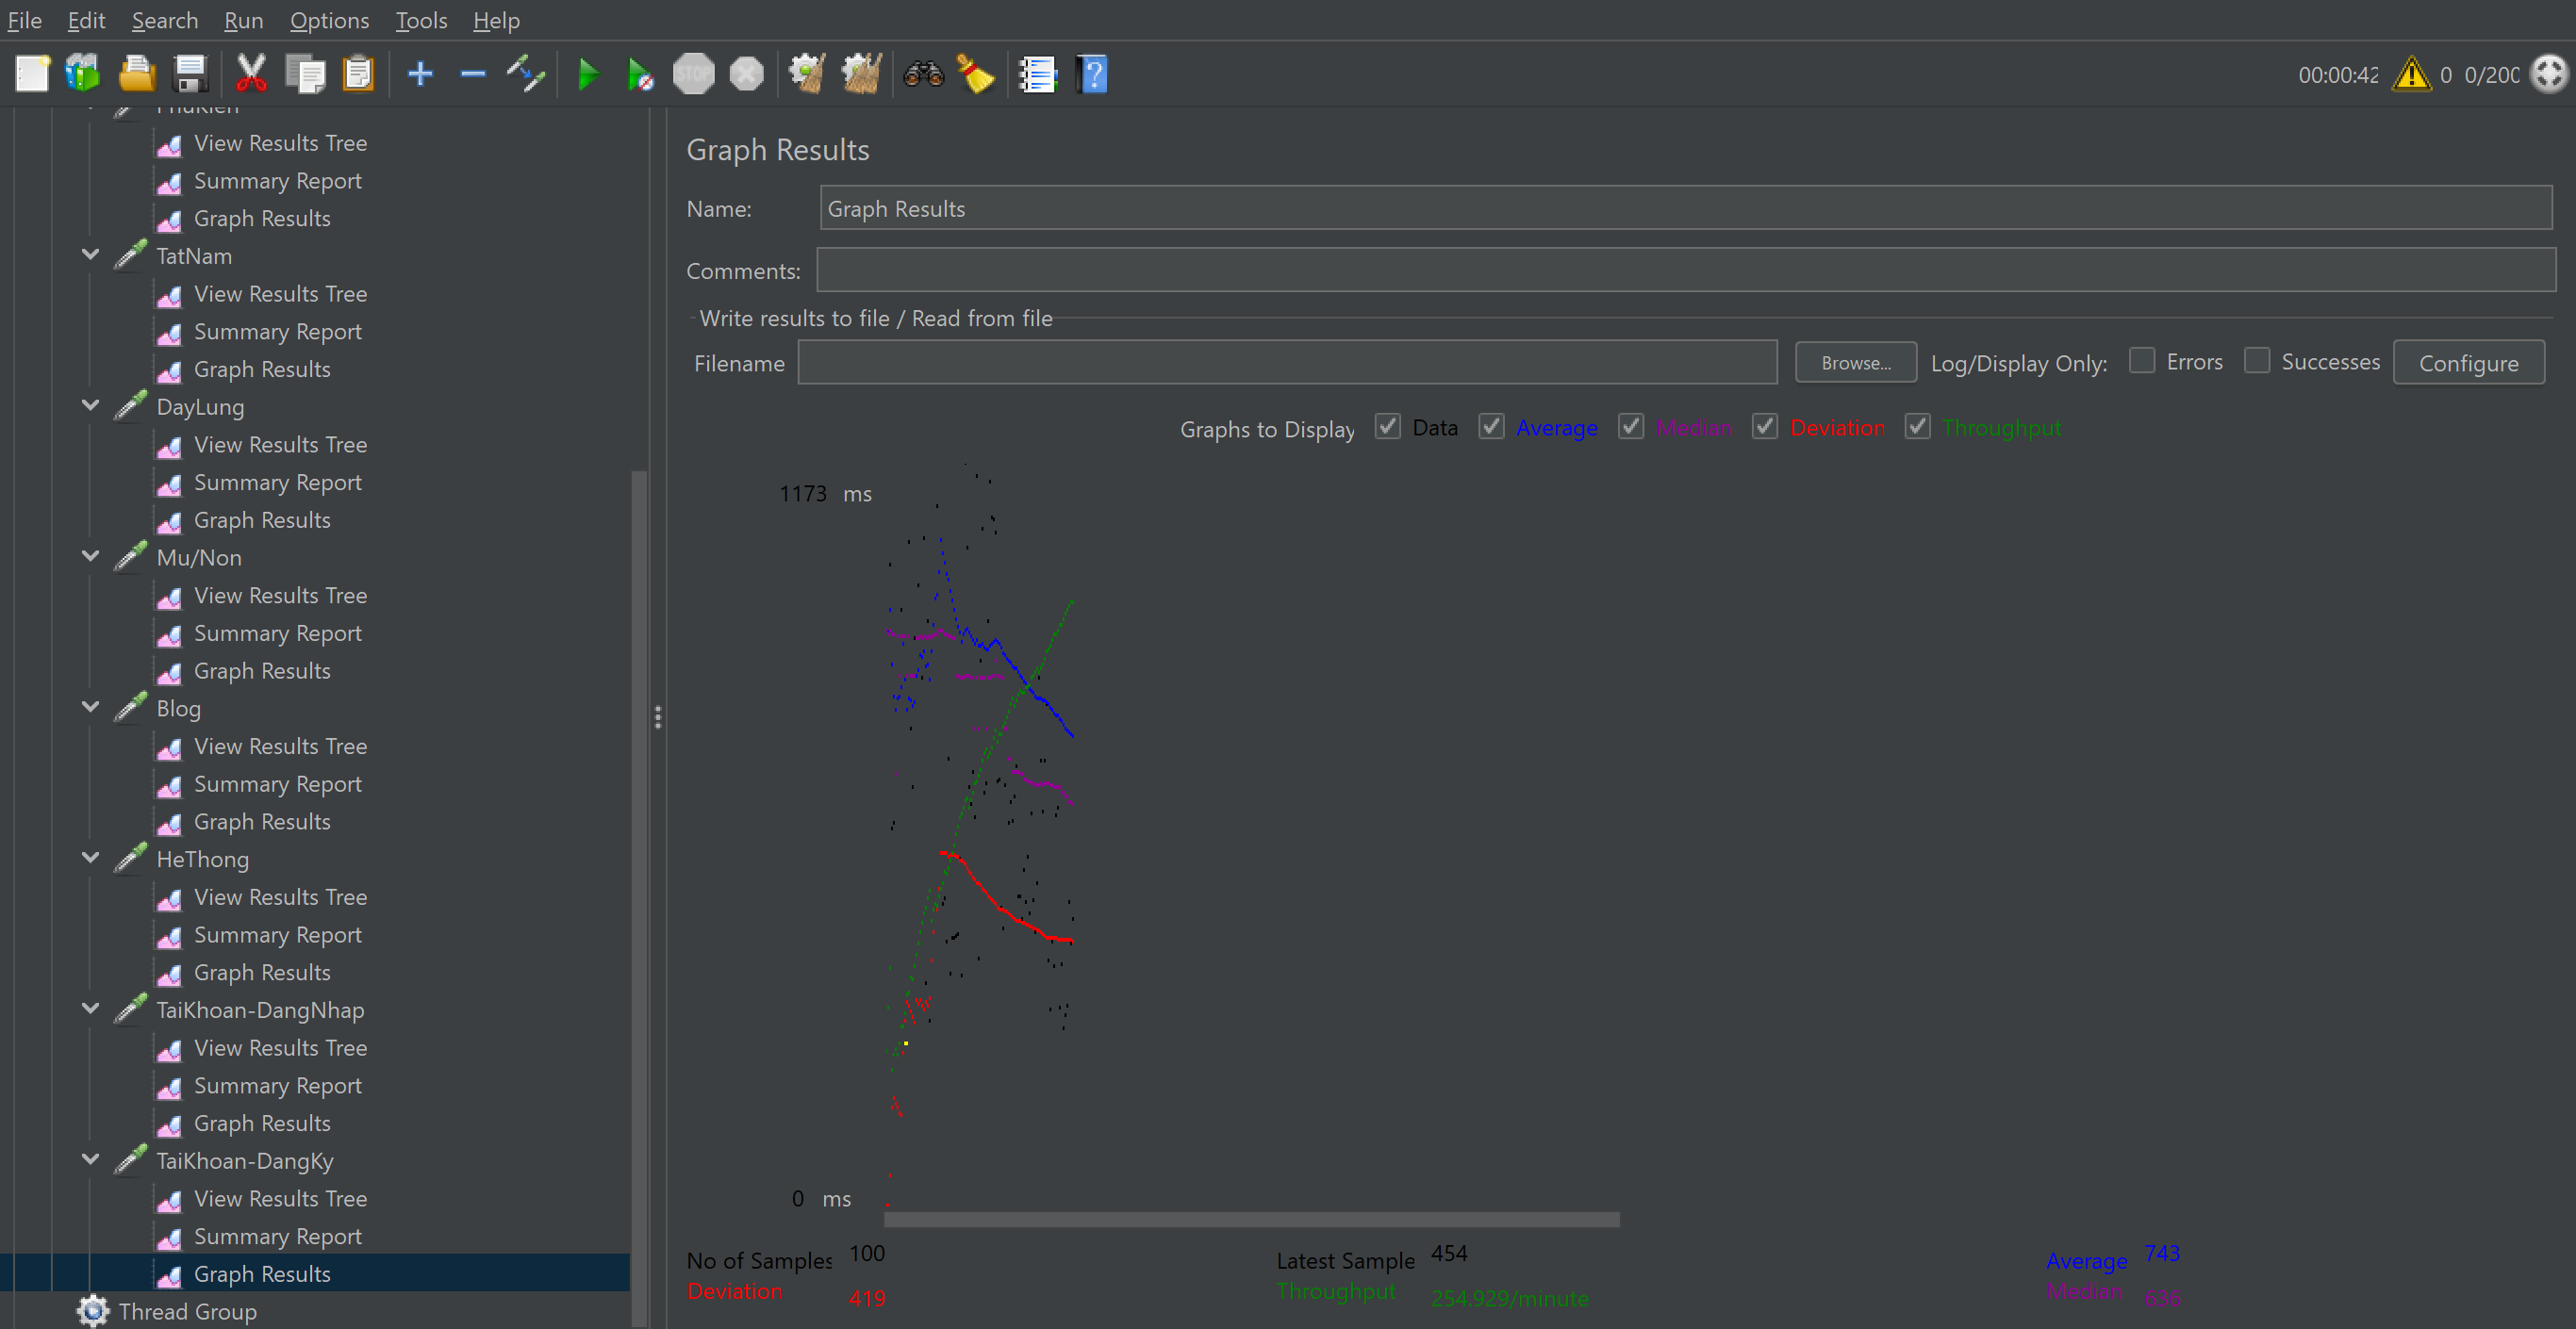 File Edit Search Run Options Tools Help
STOP
00:00:42 0 0/200
PhuKien
View Results Tree
Summary Report
Graph Results
TatNam
View Results Tree
Summary Report
Graph Results
DayLung
View Results Tree
Summary Report
Graph Results
Mu/Non
View Results Tree
Summary Report
Graph Results
Blog
View Results Tree
Summary Report
Graph Results
HeThong
View Results Tree
Summary Report
Graph Results
TaiKhoan-DangNhap
View Results Tree
Summary Report
Graph Results
TaiKhoan-DangKy
View Results Tree
Summary Report
Graph Results
Thread Group
Graph Results
Name: Graph Results
Comments:
Write results to file / Read from file
Filename Browse... Log/Display Only: Errors Successes Configure
Graphs to Display Data Average Median Deviation Throughput
1173 ms
0 ms
No of Samples 100 Latest Sample 454 Average 743
Deviation 419 Throughput 254.929/minute Median 636